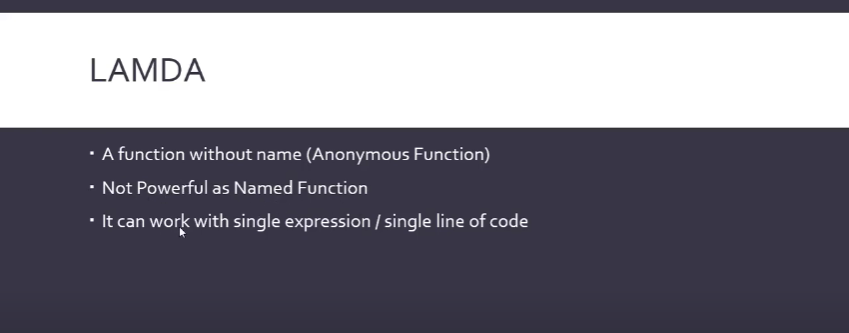 LAMDA
• A function without name (Anonymous Function)
• Not Powerful as Named Function
• It can work with single expression / single line of code